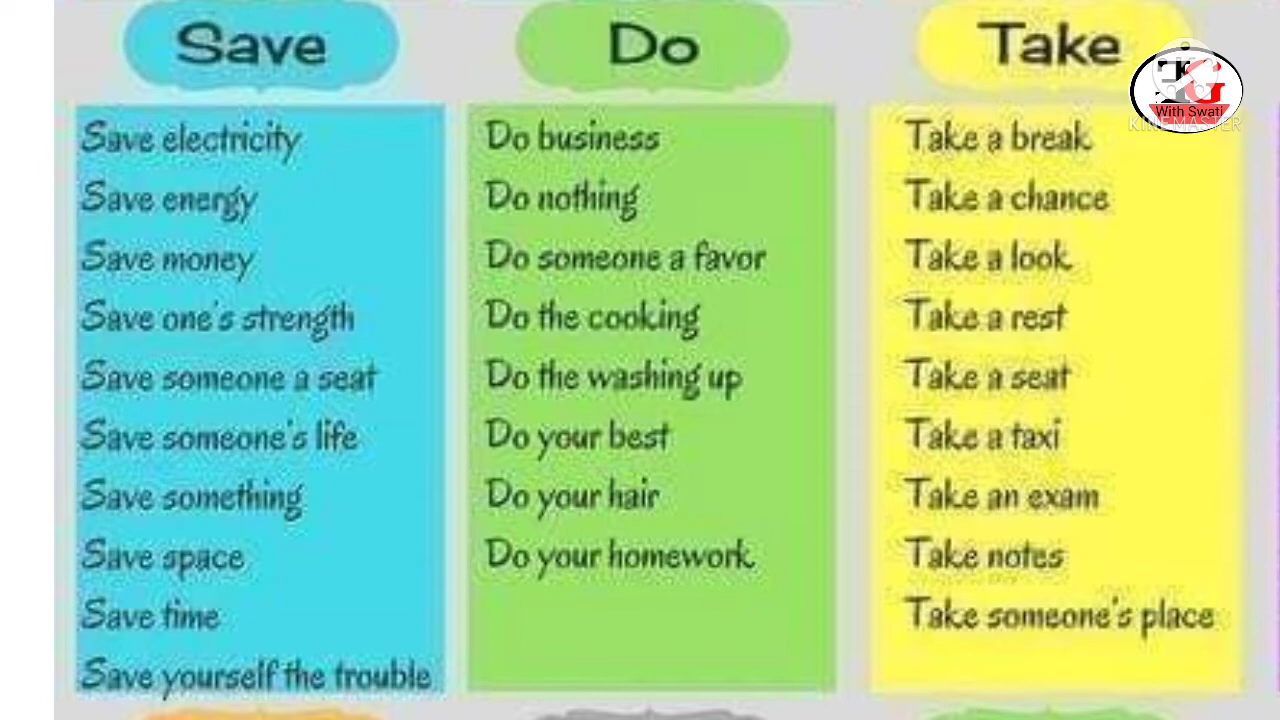 Save
Save electricity
Save energy
Save money
Save one's strength
Save someone a seat
Save someone's life
Save something
Save space
Save time
Save yourself the trouble
Do
Do business
Do nothing
Do someone a favor
Do the cooking
Do the washing up
Do your best
Do your hair
Do your homework
Take
Take a break
Take a chance
Take a look
Take a rest
Take a seat
Take a taxi
Take an exam
Take notes
Take someone's place
With Swati
KINEMASTER